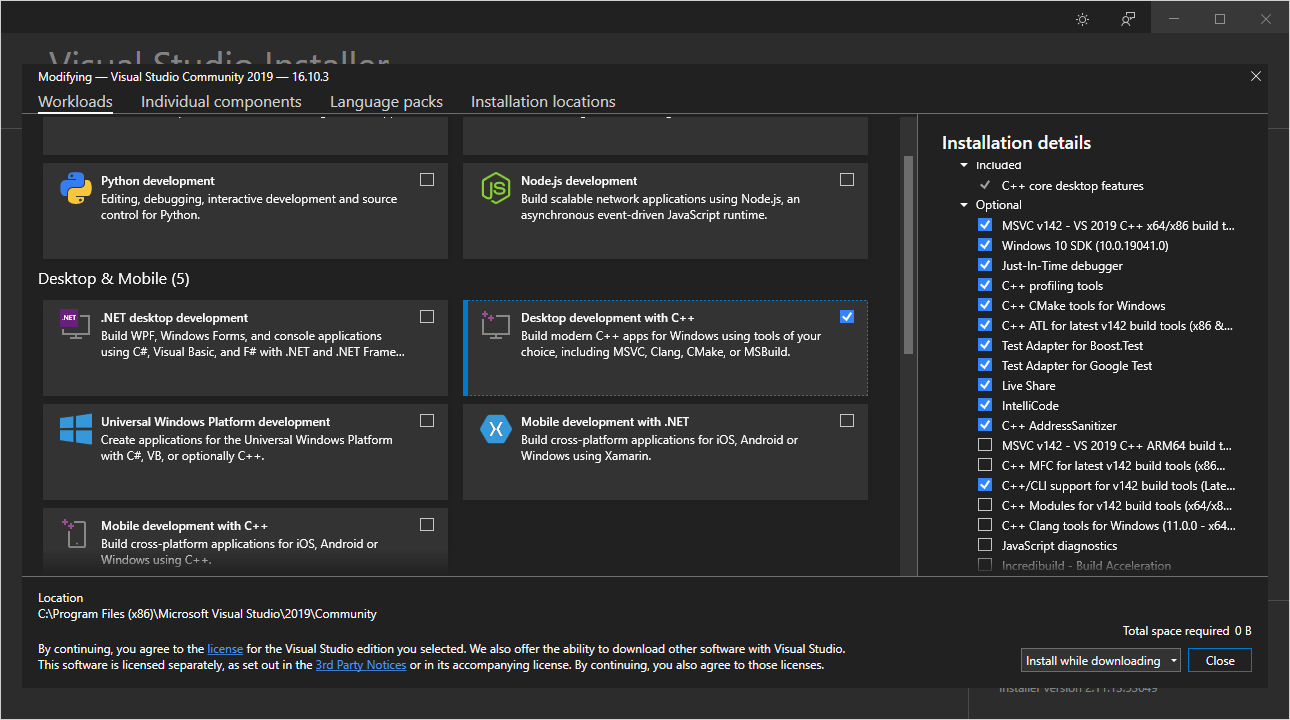 Visual Studio Installer
Modifying — Visual Studio Community 2019 — 16.10.3
Workloads Individual components Language packs Installation locations
Python development
Editing, debugging, interactive development and source
control for Python.
Node.js development
Build scalable network applications using Node.js, an
asynchronous event-driven JavaScript runtime.
Desktop & Mobile (5)
.NET
.NET desktop development
Build WPF, Windows Forms, and console applications
using C#, Visual Basic, and F# with .NET and .NET Frame...
Desktop development with C++
Build modern C++ apps for Windows using tools of your
choice, including MSVC, Clang, CMake, or MSBuild.
Universal Windows Platform development
Create applications for the Universal Windows Platform
with C#, VB, or optionally C++.
Mobile development with .NET
Build cross-platform applications for iOS, Android or
Windows using Xamarin.
Mobile development with C++
Build cross-platform applications for iOS, Android or
Windows using C++.
Installation details
Included
C++ core desktop features
Optional
MSVC v142 - VS 2019 C++ x64/x86 build t...
Windows 10 SDK (10.0.19041.0)
Just-In-Time debugger
C++ profiling tools
C++ CMake tools for Windows
C++ ATL for latest v142 build tools (x86 &...
Test Adapter for Boost.Test
Test Adapter for Google Test
Live Share
IntelliCode
C++ AddressSanitizer
MSVC v142 - VS 2019 C++ ARM64 build t...
C++ MFC for latest v142 build tools (x86...
C++/CLI support for v142 build tools (Late...
C++ Modules for v142 build tools (x64/x8...
C++ Clang tools for Windows (11.0.0 - x64...
JavaScript diagnostics
Incredibuild - Build Acceleration
Location
C:\Program Files (x86)\Microsoft Visual Studio\2019\Community
By continuing, you agree to the license for the Visual Studio edition you selected. We also offer the ability to download other software with Visual Studio.
This software is licensed separately, as set out in the 3rd Party Notices or in its accompanying license. By continuing, you also agree to those licenses.
Total space required 0 B
Install while downloading Close
Installer version